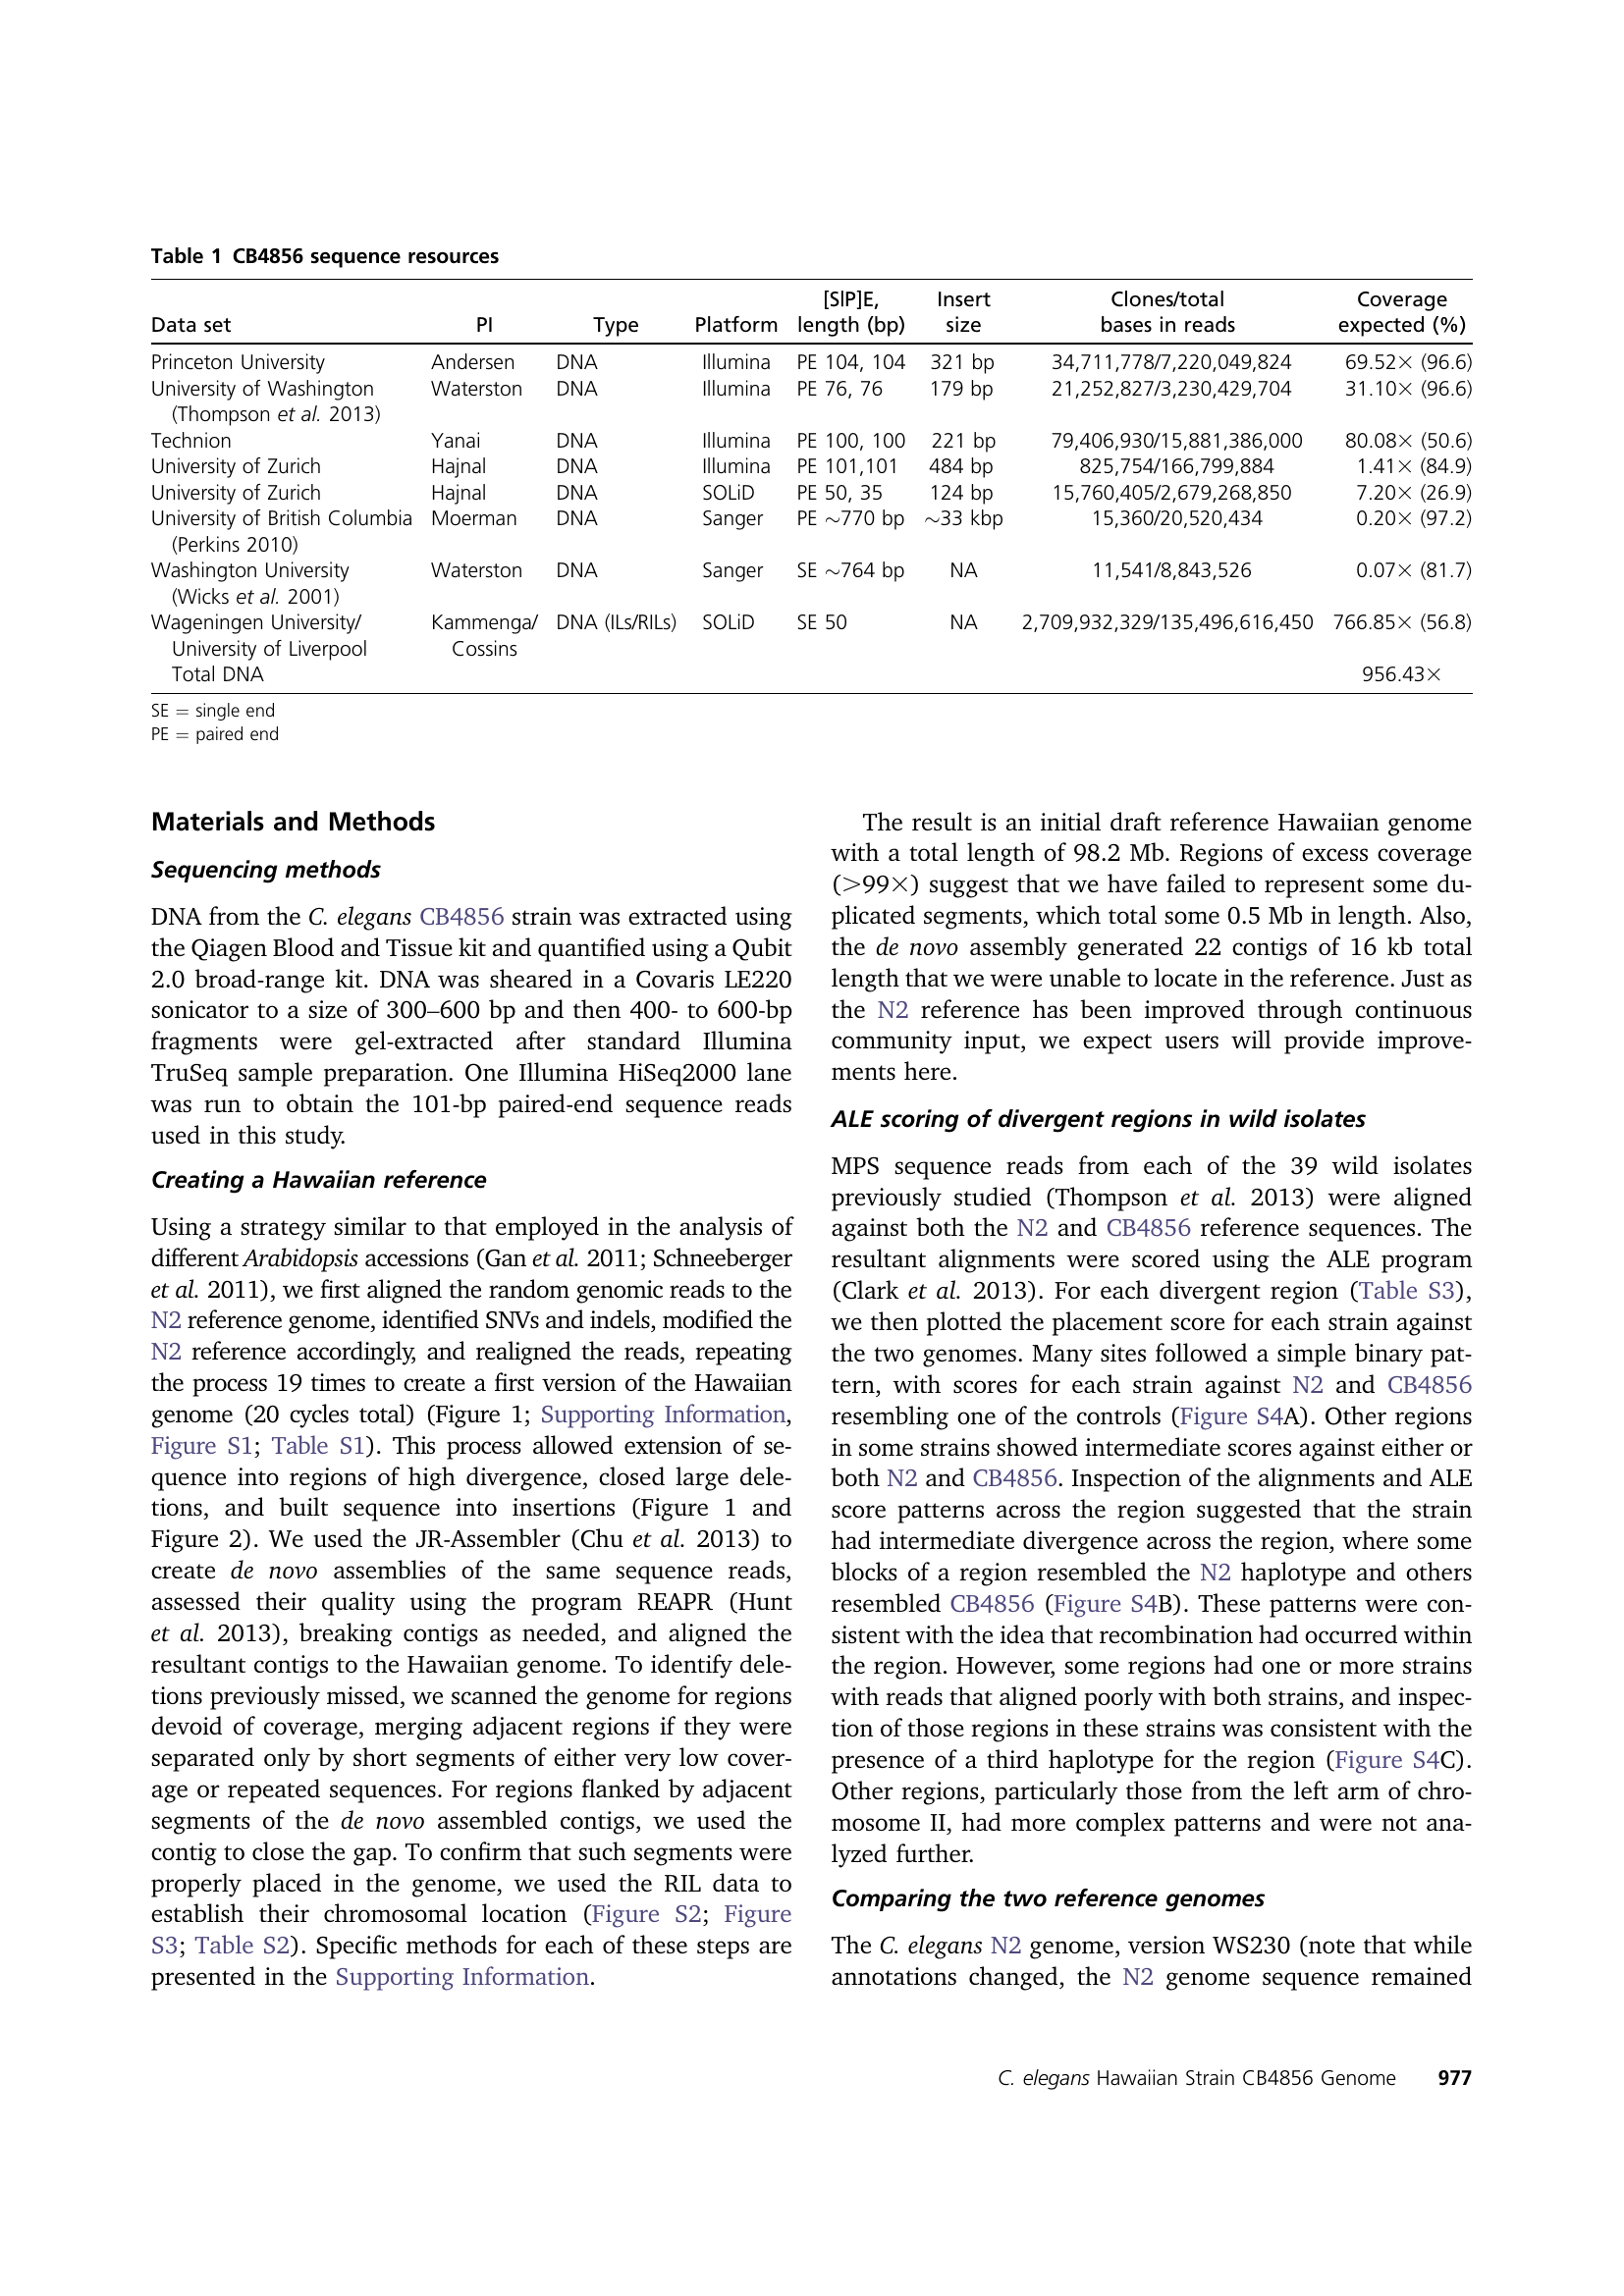 Table 1 CB4856 sequence resources
Data set PI Type Platform [S|P]E, length (bp) Insert size Clones/total bases in reads Coverage expected (%)
Princeton University Andersen DNA Illumina PE 104, 104 321 bp 34,711,778/7,220,049,824 69.52× (96.6)
University of Washington Waterston DNA Illumina PE 76, 76 179 bp 21,252,827/3,230,429,704 31.10× (96.6)
(Thompson et al. 2013)
Technion Yanai DNA Illumina PE 100, 100 221 bp 79,406,930/15,881,386,000 80.08× (50.6)
University of Zurich Hajnal DNA Illumina PE 101,101 484 bp 825,754/166,799,884 1.41× (84.9)
University of Zurich Hajnal DNA SOLiD PE 50, 35 124 bp 15,760,405/2,679,268,850 7.20× (26.9)
University of British Columbia Moerman DNA Sanger PE ~770 bp ~33 kbp 15,360/20,520,434 0.20× (97.2)
(Perkins 2010)
Washington University Waterston DNA Sanger SE ~764 bp NA 11,541/8,843,526 0.07× (81.7)
(Wicks et al. 2001)
Wageningen University/ Kammenga/ DNA (ILs/RILs) SOLiD SE 50 NA 2,709,932,329/135,496,616,450 766.85× (56.8)
University of Liverpool Cossins
Total DNA 956.43×
SE = single end
PE = paired end
Materials and Methods
Sequencing methods
DNA from the C. elegans CB4856 strain was extracted using
the Qiagen Blood and Tissue kit and quantified using a Qubit
2.0 broad-range kit. DNA was sheared in a Covaris LE220
sonicator to a size of 300–600 bp and then 400- to 600-bp
fragments were gel-extracted after standard Illumina
TruSeq sample preparation. One Illumina HiSeq2000 lane
was run to obtain the 101-bp paired-end sequence reads
used in this study.
Creating a Hawaiian reference
Using a strategy similar to that employed in the analysis of
different Arabidopsis accessions (Gan et al. 2011; Schneeberger
et al. 2011), we first aligned the random genomic reads to the
N2 reference genome, identified SNVs and indels, modified the
N2 reference accordingly, and realigned the reads, repeating
the process 19 times to create a first version of the Hawaiian
genome (20 cycles total) (Figure 1; Supporting Information,
Figure S1; Table S1). This process allowed extension of se-
quence into regions of high divergence, closed large dele-
tions, and built sequence into insertions (Figure 1 and
Figure 2). We used the JR-Assembler (Chu et al. 2013) to
create de novo assemblies of the same sequence reads,
assessed their quality using the program REAPR (Hunt
et al. 2013), breaking contigs as needed, and aligned the
resultant contigs to the Hawaiian genome. To identify dele-
tions previously missed, we scanned the genome for regions
devoid of coverage, merging adjacent regions if they were
separated only by short segments of either very low cover-
age or repeated sequences. For regions flanked by adjacent
segments of the de novo assembled contigs, we used the
contig to close the gap. To confirm that such segments were
properly placed in the genome, we used the RIL data to
establish their chromosomal location (Figure S2; Figure
S3; Table S2). Specific methods for each of these steps are
presented in the Supporting Information.
The result is an initial draft reference Hawaiian genome
with a total length of 98.2 Mb. Regions of excess coverage
(>99×) suggest that we have failed to represent some du-
plicated segments, which total some 0.5 Mb in length. Also,
the de novo assembly generated 22 contigs of 16 kb total
length that we were unable to locate in the reference. Just as
the N2 reference has been improved through continuous
community input, we expect users will provide improve-
ments here.
ALE scoring of divergent regions in wild isolates
MPS sequence reads from each of the 39 wild isolates
previously studied (Thompson et al. 2013) were aligned
against both the N2 and CB4856 reference sequences. The
resultant alignments were scored using the ALE program
(Clark et al. 2013). For each divergent region (Table S3),
we then plotted the placement score for each strain against
the two genomes. Many sites followed a simple binary pat-
tern, with scores for each strain against N2 and CB4856
resembling one of the controls (Figure S4A). Other regions
in some strains showed intermediate scores against either or
both N2 and CB4856. Inspection of the alignments and ALE
score patterns across the region suggested that the strain
had intermediate divergence across the region, where some
blocks of a region resembled the N2 haplotype and others
resembled CB4856 (Figure S4B). These patterns were con-
sistent with the idea that recombination had occurred within
the region. However, some regions had one or more strains
with reads that aligned poorly with both strains, and inspec-
tion of those regions in these strains was consistent with the
presence of a third haplotype for the region (Figure S4C).
Other regions, particularly those from the left arm of chro-
mosome II, had more complex patterns and were not ana-
lyzed further.
Comparing the two reference genomes
The C. elegans N2 genome, version WS230 (note that while
annotations changed, the N2 genome sequence remained
C. elegans Hawaiian Strain CB4856 Genome 977